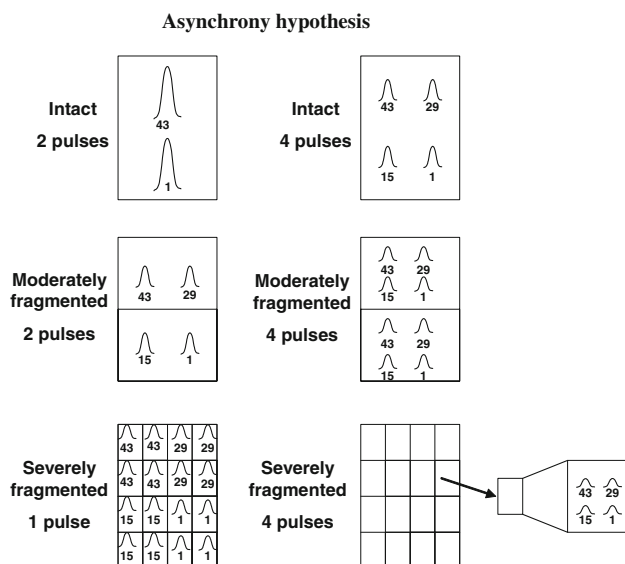 Asynchrony hypothesis
Intact
2 pulses
43
1
Intact
4 pulses
43 29
15 1
Moderately
fragmented
2 pulses
43 29
15 1
Moderately
fragmented
4 pulses
43 29
15 1
43 29
15 1
Severely
fragmented
1 pulse
43 43 29 29
43 43 29 29
15 15 1 1
15 15 1 1
Severely
fragmented
4 pulses
43 29
15 1